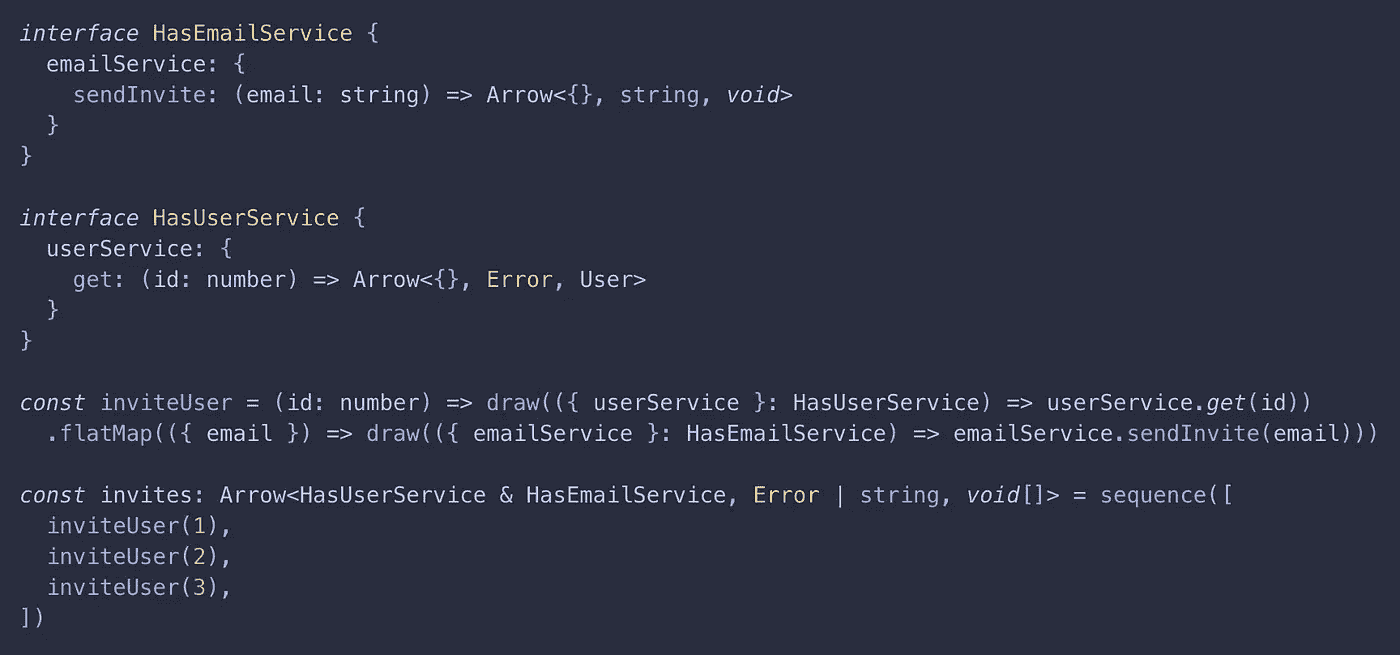 interface HasEmailService {
  emailService: {
    sendInvite: (email: string) => Arrow<{}, string, void>
  }
}

interface HasUserService {
  userService: {
    get: (id: number) => Arrow<{}, Error, User>
  }
}

const inviteUser = (id: number) => draw(({ userService }: HasUserService) => userService.get(id))
  .flatMap(({ email }) => draw(({ emailService }: HasEmailService) => emailService.sendInvite(email)))

const invites: Arrow<HasUserService & HasEmailService, Error | string, void[]> = sequence([
  inviteUser(1),
  inviteUser(2),
  inviteUser(3),
])